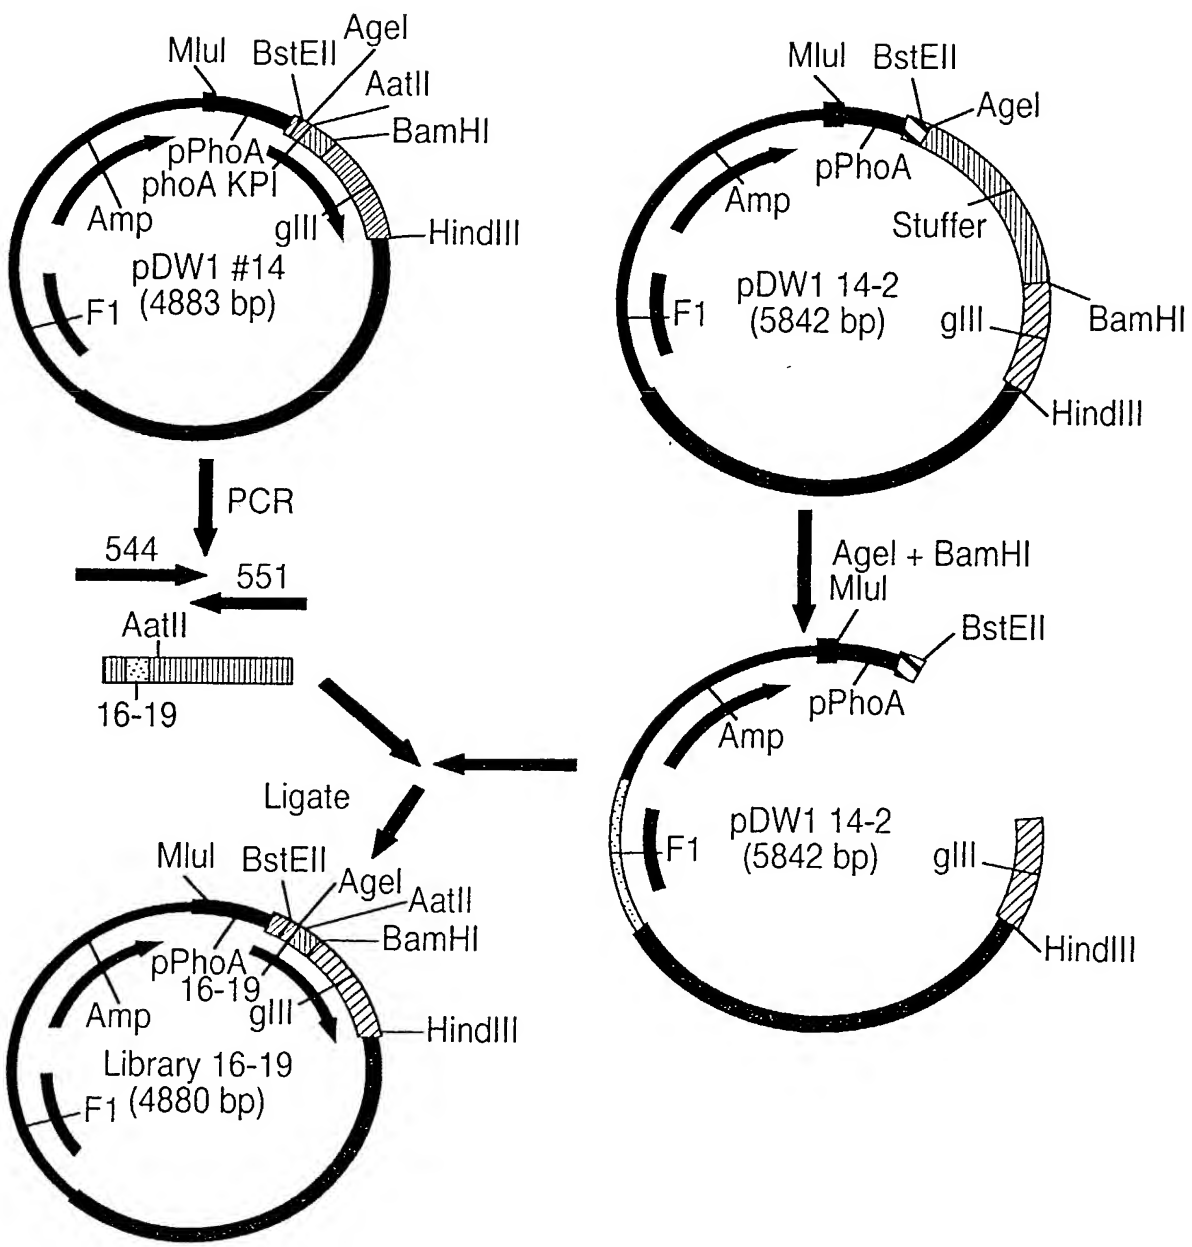 MluI
BstEII
AgeI
AatII
BamHI
pPhoA
phoA KPI
Amp
gIII
HindIII
pDW1 #14
(4883 bp)
F1
MluI
BstEII
AgeI
pPhoA
Amp
Stuffer
pDW1 14-2
(5842 bp)
F1
gIII
BamHI
HindIII
PCR
544
551
AatII
16-19
AgeI + BamHI
MluI
BstEII
pPhoA
Amp
pDW1 14-2
(5842 bp)
F1
gIII
HindIII
Ligate
MluI
BstEII
AgeI
AatII
BamHI
pPhoA
16-19
gIII
Amp
HindIII
Library 16-19
(4880 bp)
F1